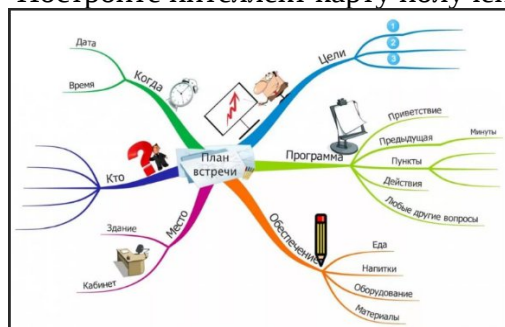 Постройте интеллект-карту получен
Дата
Когда
Время
Цели
1
2
3
Приветствие
Предыдущая
Минуты
Программа
Пункты
Действия
Любые другие вопросы
План
встречи
Кто
Место
Здание
Кабинет
Обеспечение
Еда
Напитки
Оборудование
Материалы